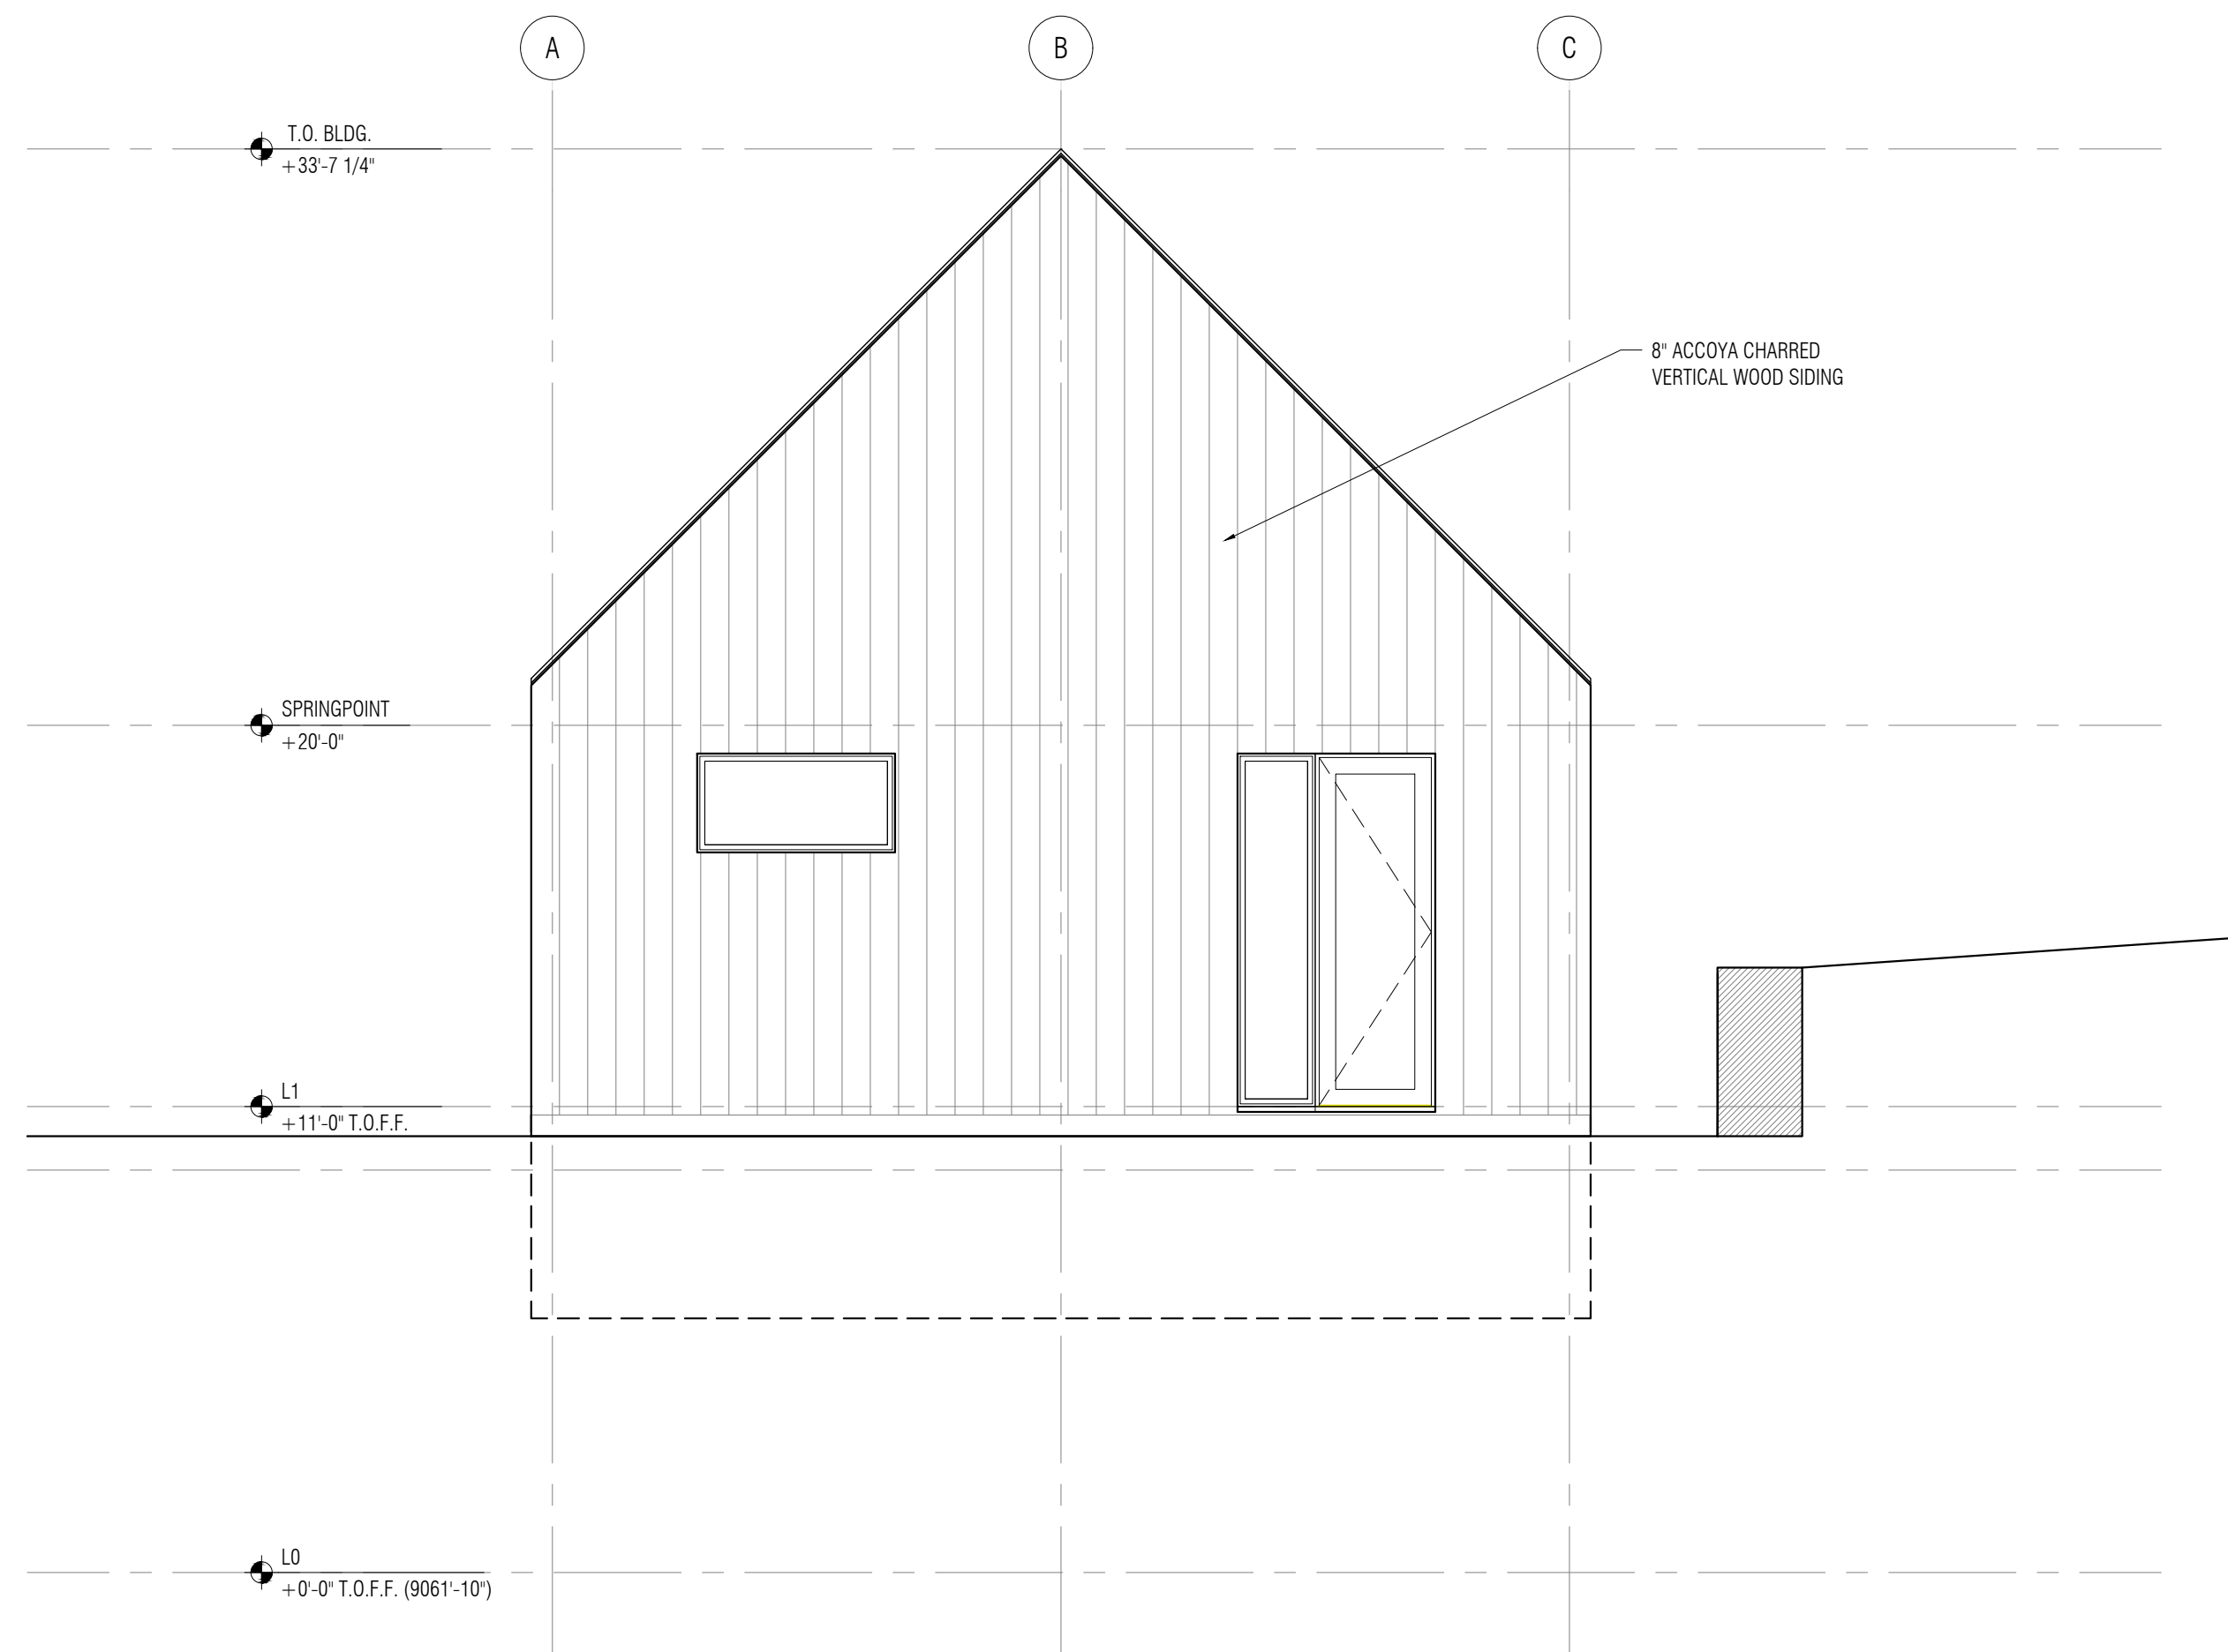 A
B
C
T.O. BLDG.
+33'-7 1/4"
8" ACCOYA CHARRED
VERTICAL WOOD SIDING
SPRINGPOINT
+20'-0"
L1
+11'-0" T.O.F.F.
L0
+0'-0" T.O.F.F. (9061'-10")